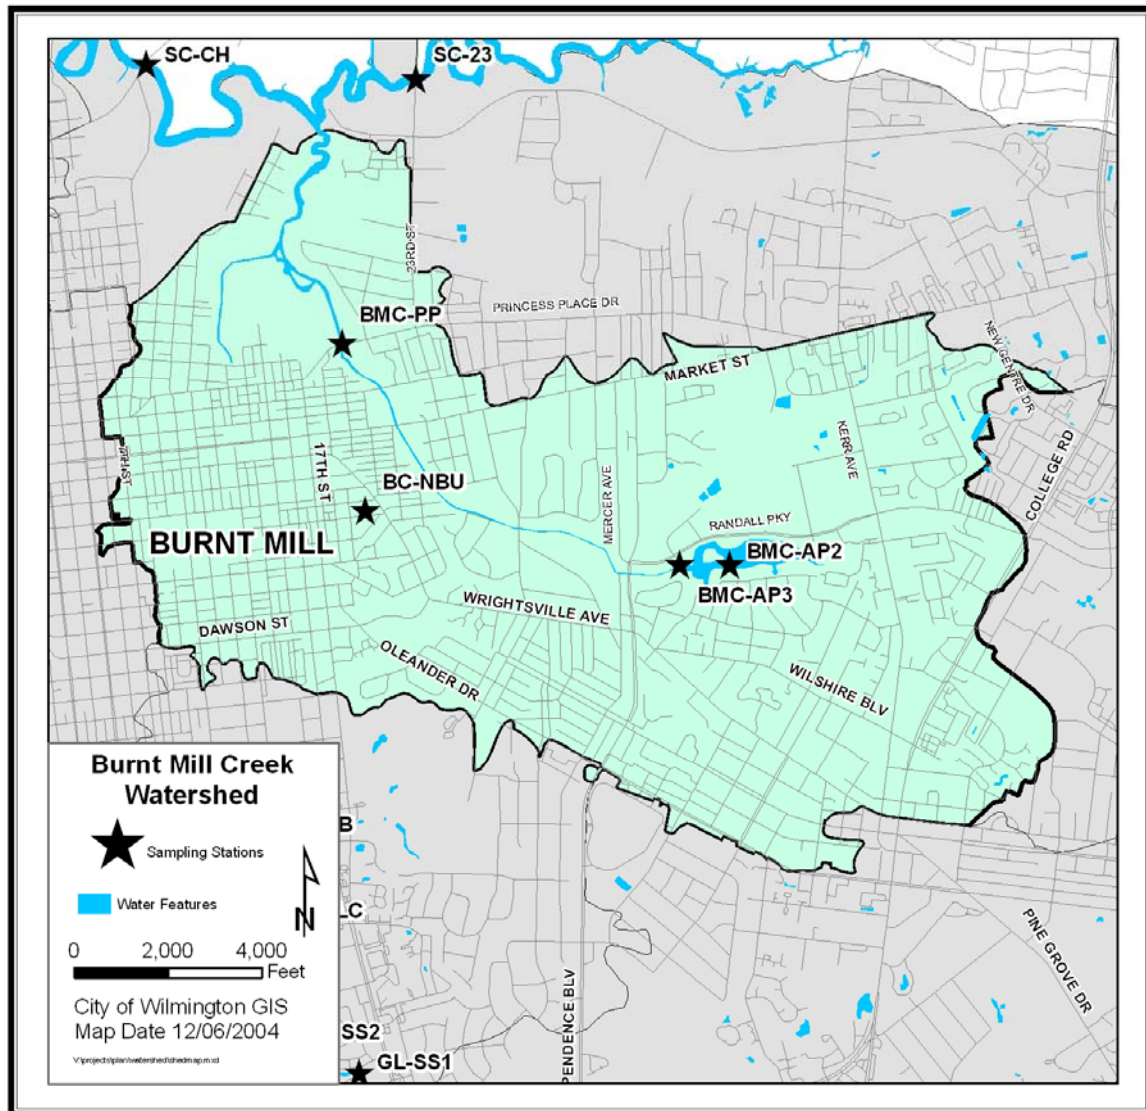 SC-CH
SC-23
23RD ST
BMC-PP
PRINCESS PLACE DR
MARKET ST
NEW CENTRE DR
KERR AVE
COLLEGE RD
17TH ST
BC-NBU
MERCER AVE
RANDALL PKY
BURNT MILL
BMC-AP2
BMC-AP3
WRIGHTSVILLE AVE
DAWSON ST
OLEANDER DR
WILSHIRE BLV
Burnt Mill Creek
Watershed
B
Sampling Stations
Water Features
LC
N
0 2,000 4,000
Feet
PINE GROVE DR
City of Wilmington GIS
Map Date 12/06/2004
SS2
PENDENCE BLV
GL-SS1